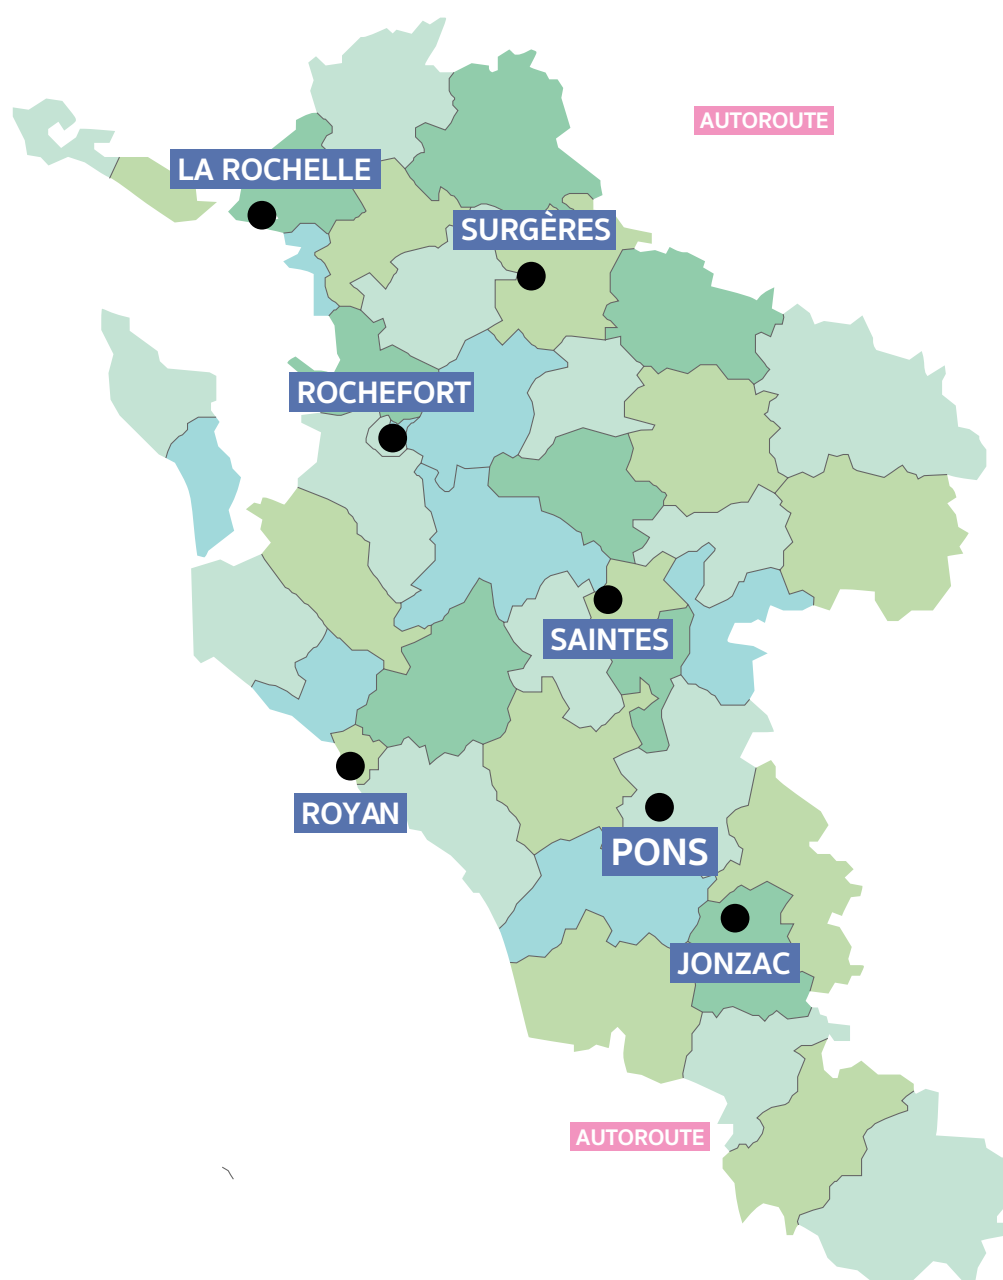 AUTOROUTE
LA ROCHELLE
SURGÈRES
ROCHEFORT
SAINTES
ROYAN
PONS
JONZAC
AUTOROUTE